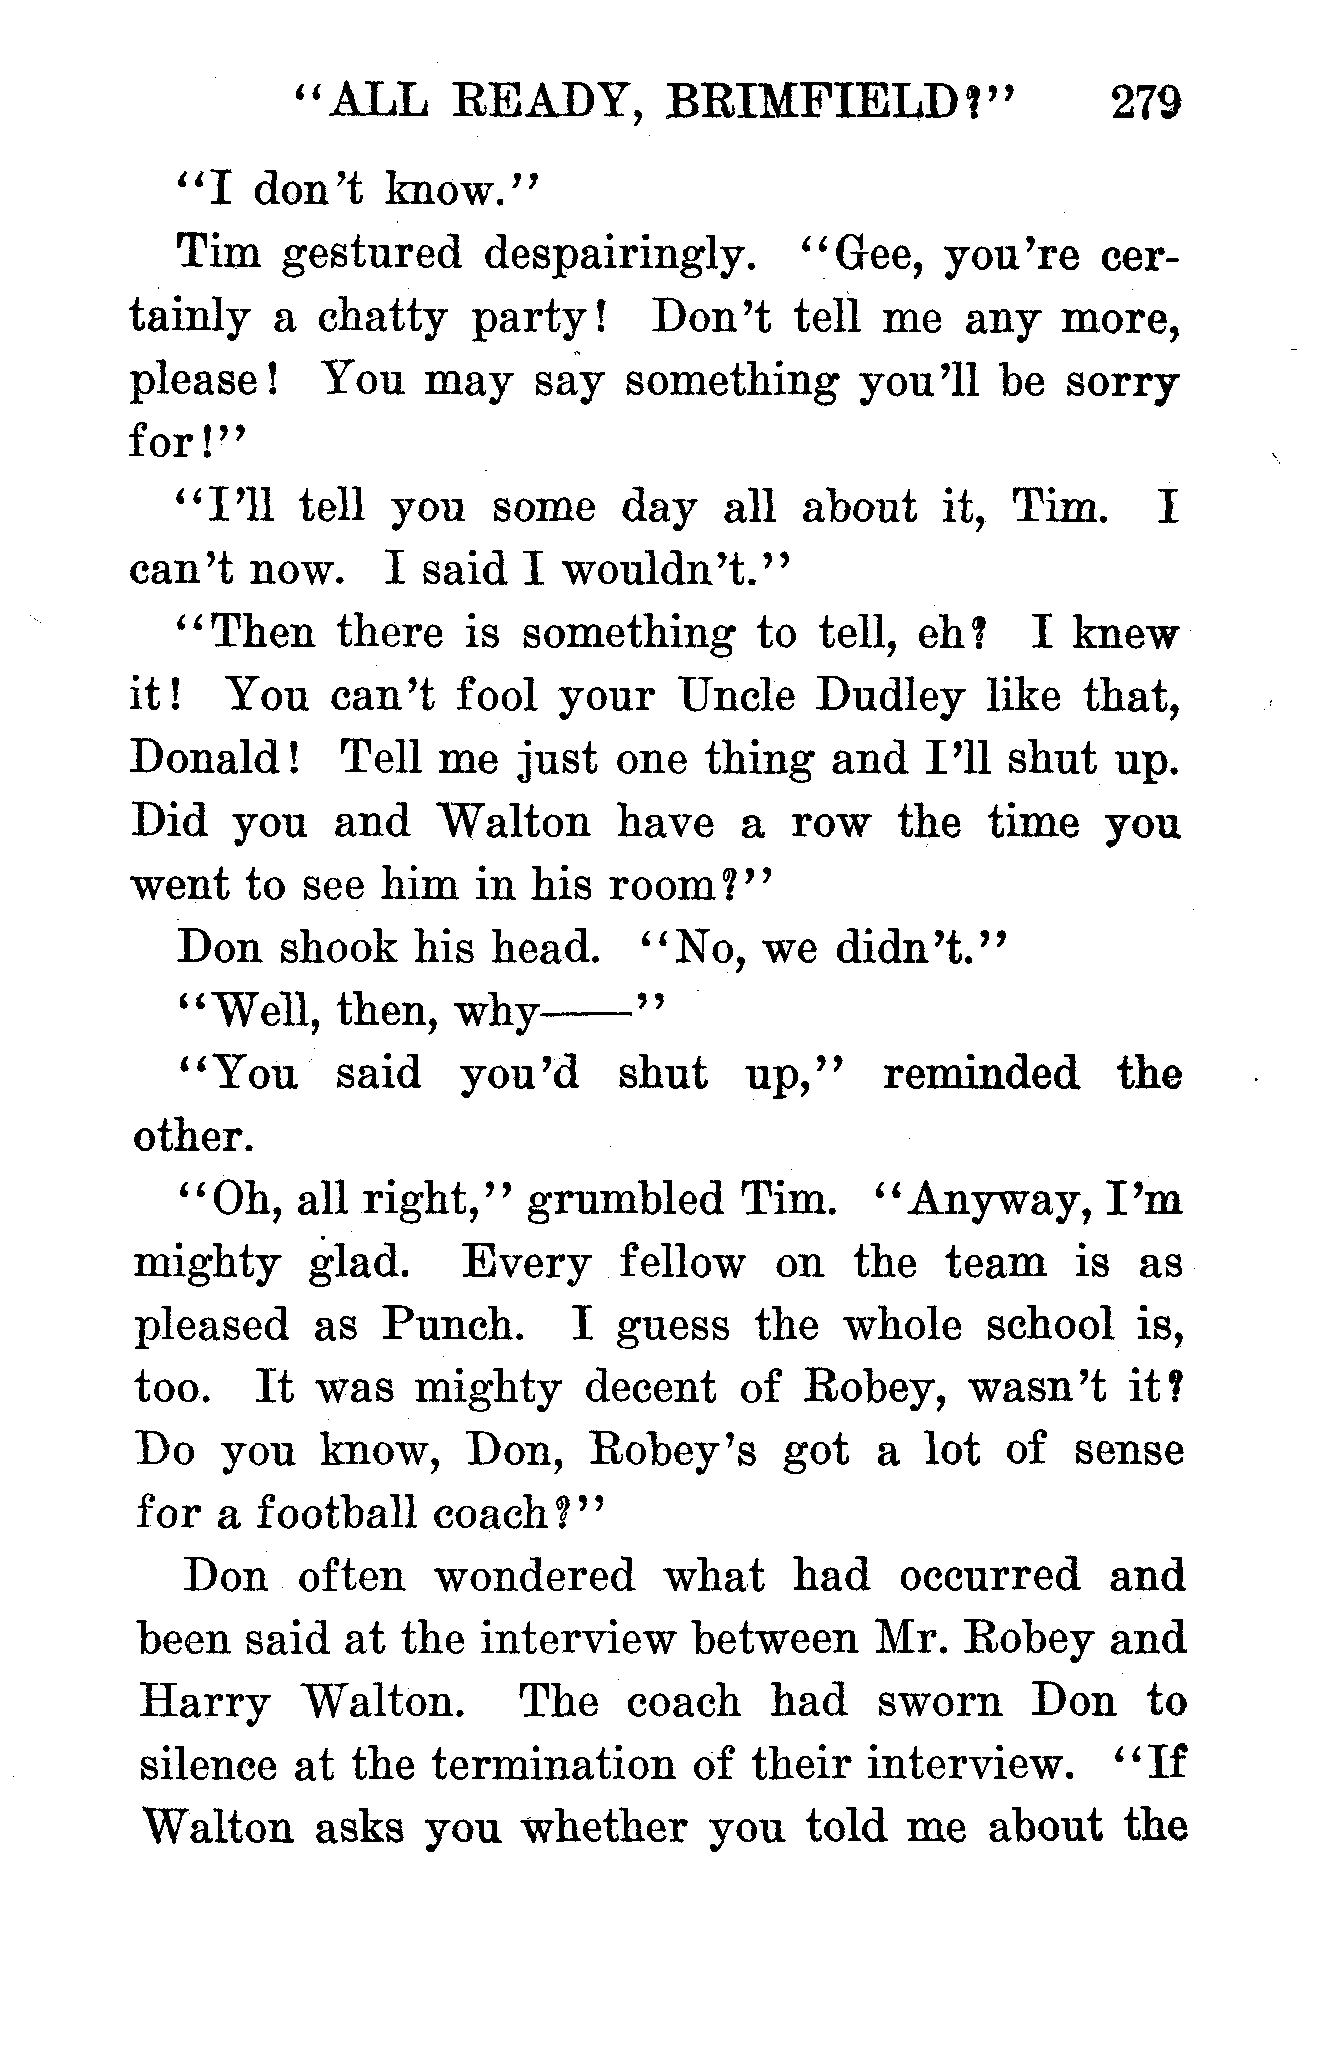 “ALL READY, BRIMFIELD?” 279
“I don’t know.”
Tim gestured despairingly. “Gee, you’re cer-
tainly a chatty party! Don’t tell me any more,
please! You may say something you’ll be sorry
for!”
“I’ll tell you some day all about it, Tim. I
can’t now. I said I wouldn’t.”
“Then there is something to tell, eh? I knew
it! You can’t fool your Uncle Dudley like that,
Donald! Tell me just one thing and I’ll shut up.
Did you and Walton have a row the time you
went to see him in his room?”
Don shook his head. “No, we didn’t.”
“Well, then, why——”
“You said you’d shut up,” reminded the
other.
“Oh, all right,” grumbled Tim. “Anyway, I’m
mighty glad. Every fellow on the team is as
pleased as Punch. I guess the whole school is,
too. It was mighty decent of Robey, wasn’t it?
Do you know, Don, Robey’s got a lot of sense
for a football coach?”
Don often wondered what had occurred and
been said at the interview between Mr. Robey and
Harry Walton. The coach had sworn Don to
silence at the termination of their interview. “If
Walton asks you whether you told me about the